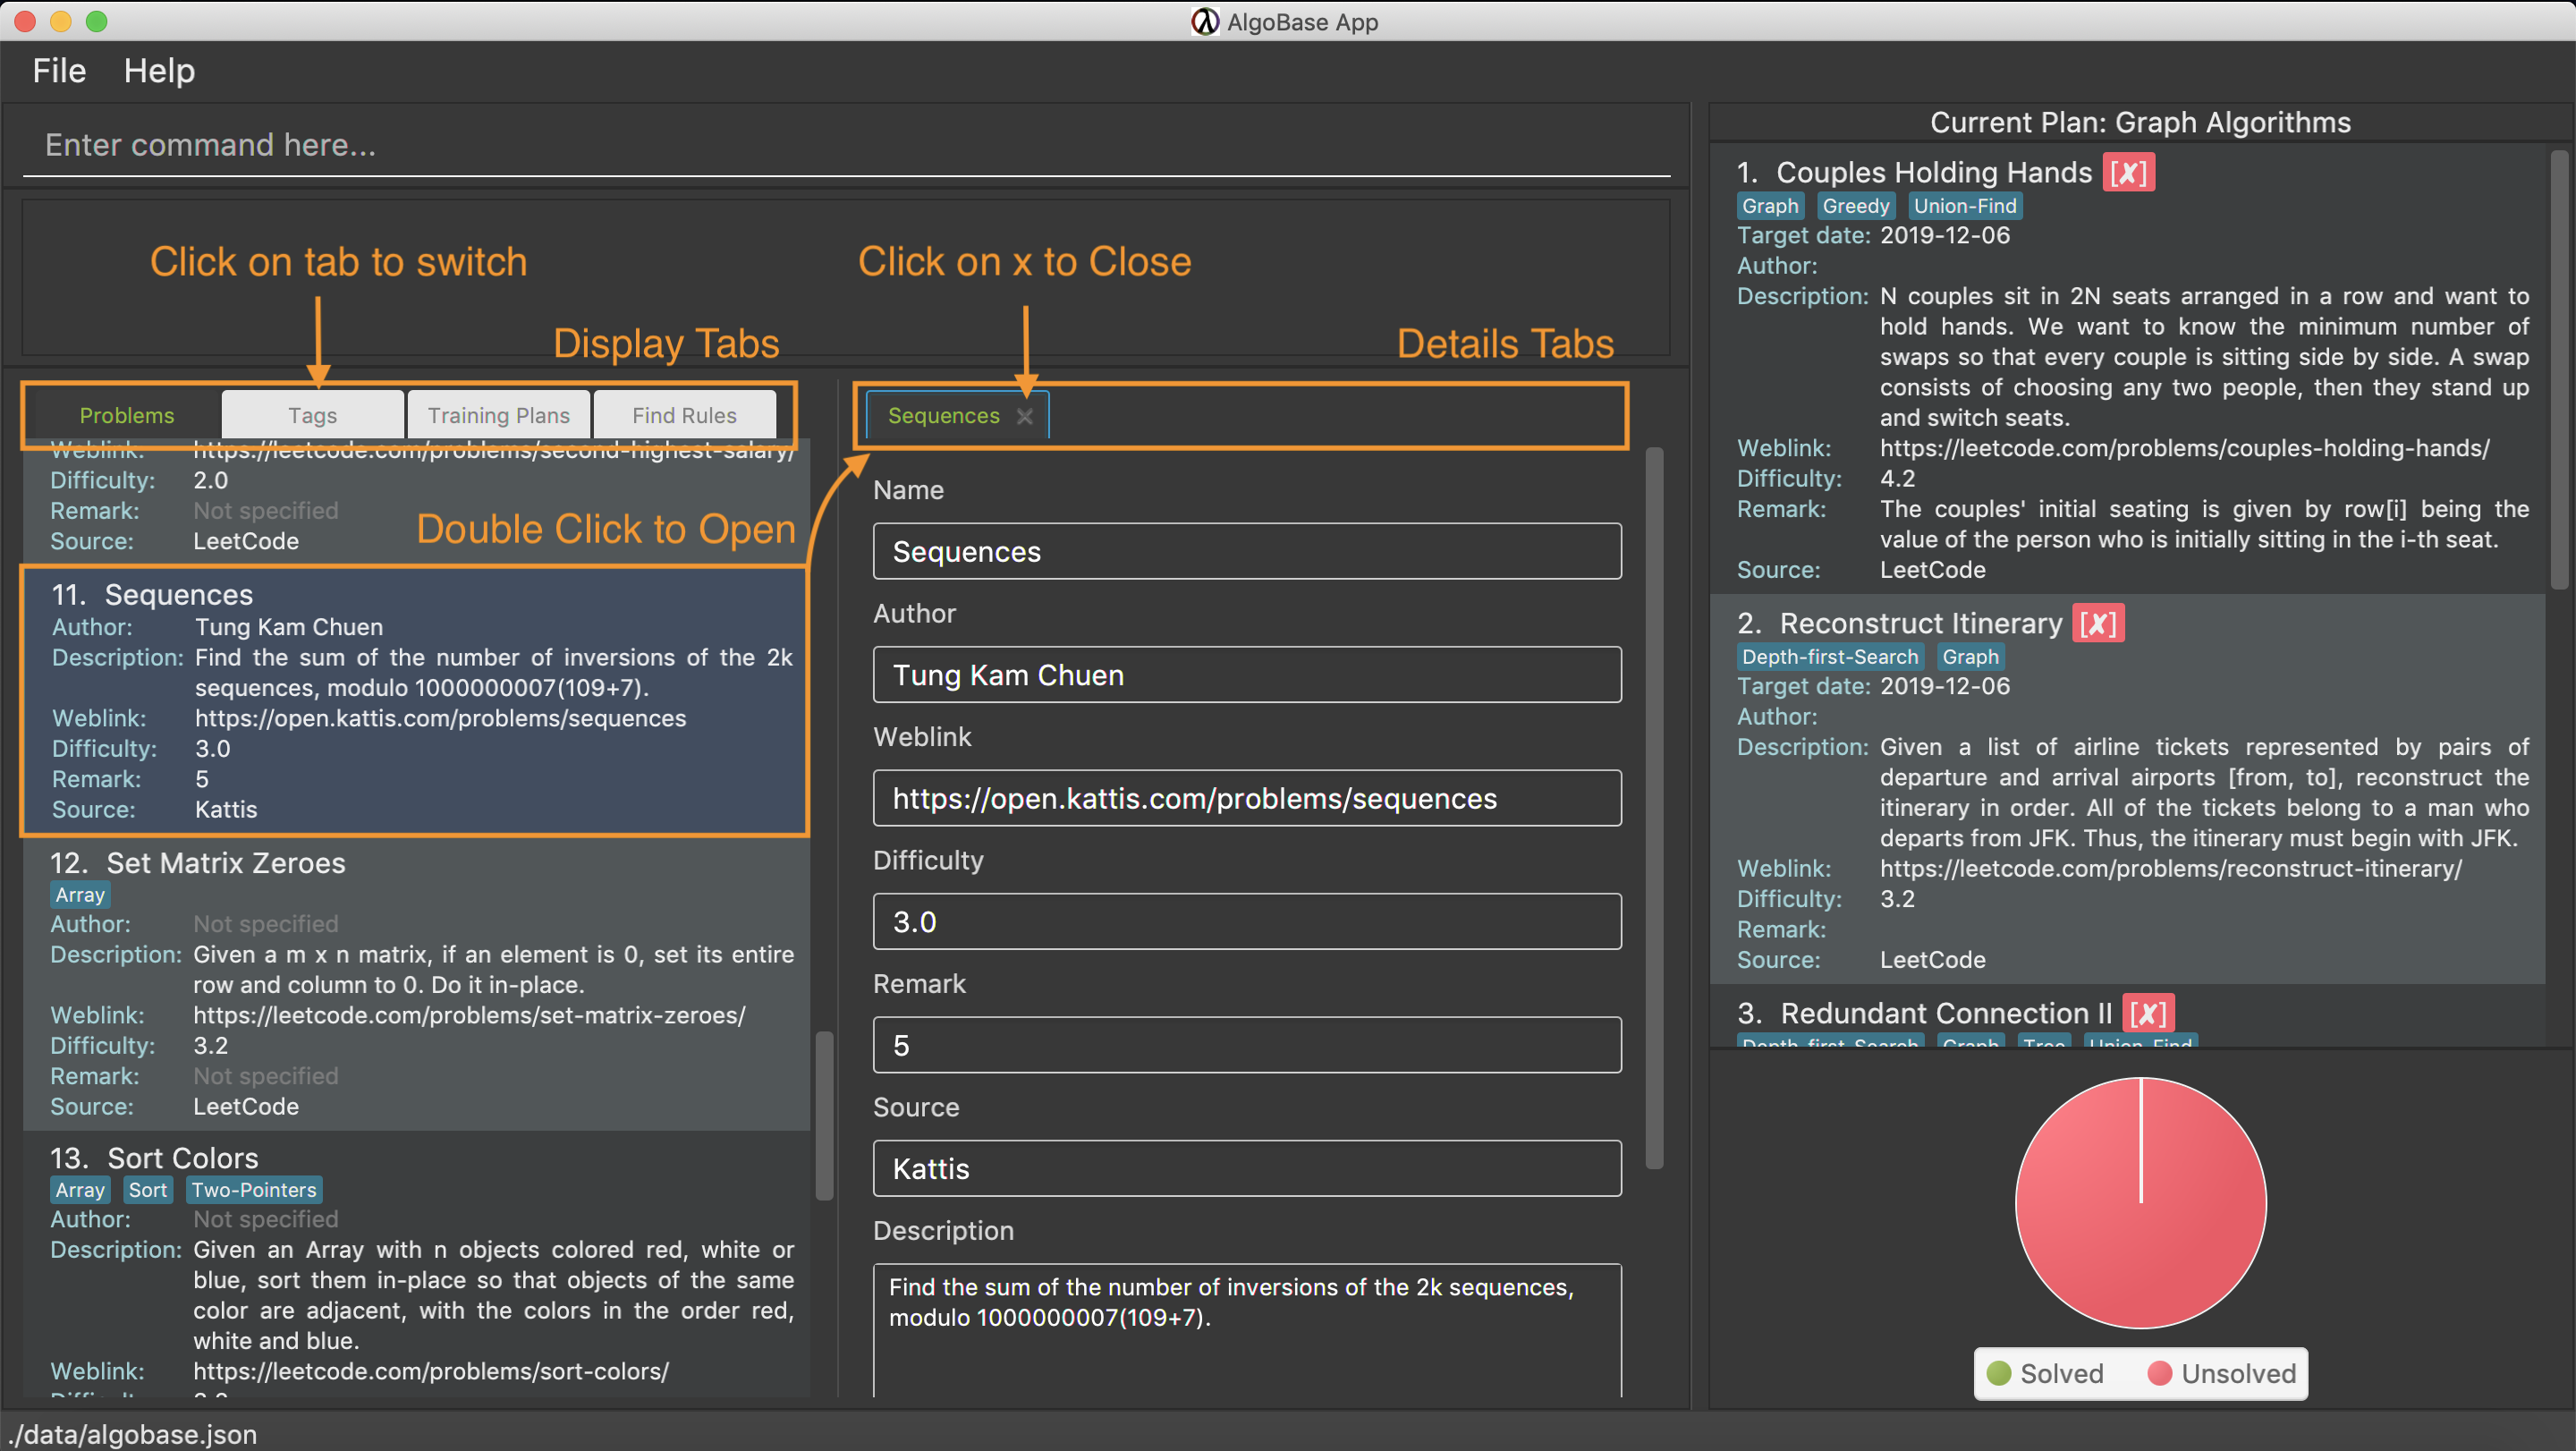 AlgoBase App
File Help
Enter command here...
Click on tab to switch
Click on x to Close
Display Tabs
Details Tabs
Problems Tags Training Plans Find Rules
Weblink: https://leetcode.com/problems/second-highest-salary/
Difficulty: 2.0
Remark: Not specified
Source: LeetCode
Double Click to Open
11. Sequences
Author: Tung Kam Chuen
Description: Find the sum of the number of inversions of the 2k
sequences, modulo 1000000007(109+7).
Weblink: https://open.kattis.com/problems/sequences
Difficulty: 3.0
Remark: 5
Source: Kattis
12. Set Matrix Zeroes
Array
Author: Not specified
Description: Given a m x n matrix, if an element is 0, set its entire
row and column to 0. Do it in-place.
Weblink: https://leetcode.com/problems/set-matrix-zeroes/
Difficulty: 3.2
Remark: Not specified
Source: LeetCode
13. Sort Colors
Array Sort Two-Pointers
Author: Not specified
Description: Given an Array with n objects colored red, white or
blue, sort them in-place so that objects of the same
color are adjacent, with the colors in the order red,
white and blue.
Weblink: https://leetcode.com/problems/sort-colors/
Sequences
Name
Sequences
Author
Tung Kam Chuen
Weblink
https://open.kattis.com/problems/sequences
Difficulty
3.0
Remark
5
Source
Kattis
Description
Find the sum of the number of inversions of the 2k sequences,
modulo 1000000007(109+7).
Current Plan: Graph Algorithms
1. Couples Holding Hands [✘]
Graph Greedy Union-Find
Target date: 2019-12-06
Author:
Description: N couples sit in 2N seats arranged in a row and want to
hold hands. We want to know the minimum number of
swaps so that every couple is sitting side by side. A swap
consists of choosing any two people, then they stand up
and switch seats.
Weblink: https://leetcode.com/problems/couples-holding-hands/
Difficulty: 4.2
Remark: The couples' initial seating is given by row[i] being the
value of the person who is initially sitting in the i-th seat.
Source: LeetCode
2. Reconstruct Itinerary [✘]
Depth-first-Search Graph
Target date: 2019-12-06
Author:
Description: Given a list of airline tickets represented by pairs of
departure and arrival airports [from, to], reconstruct the
itinerary in order. All of the tickets belong to a man who
departs from JFK. Thus, the itinerary must begin with JFK.
Weblink: https://leetcode.com/problems/reconstruct-itinerary/
Difficulty: 3.2
Remark:
Source: LeetCode
3. Redundant Connection II [✘]
Depth-first-Search Graph Tree Union-Find
Solved Unsolved
./data/algobase.json